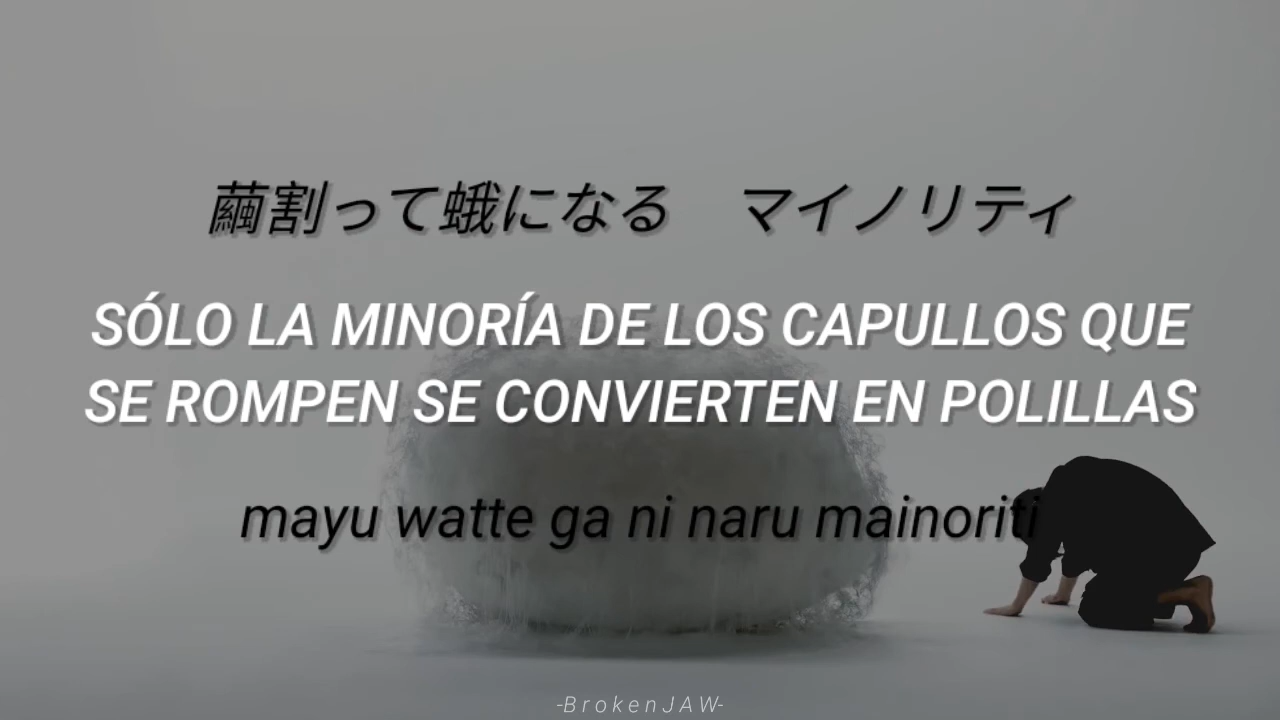 繭割って蛾になる　マイノリティ
SÓLO LA MINORÍA DE LOS CAPULLOS QUE
SE ROMPEN SE CONVIERTEN EN POLILLAS
mayu watte ga ni naru mainoriti
-BrokenJAW-